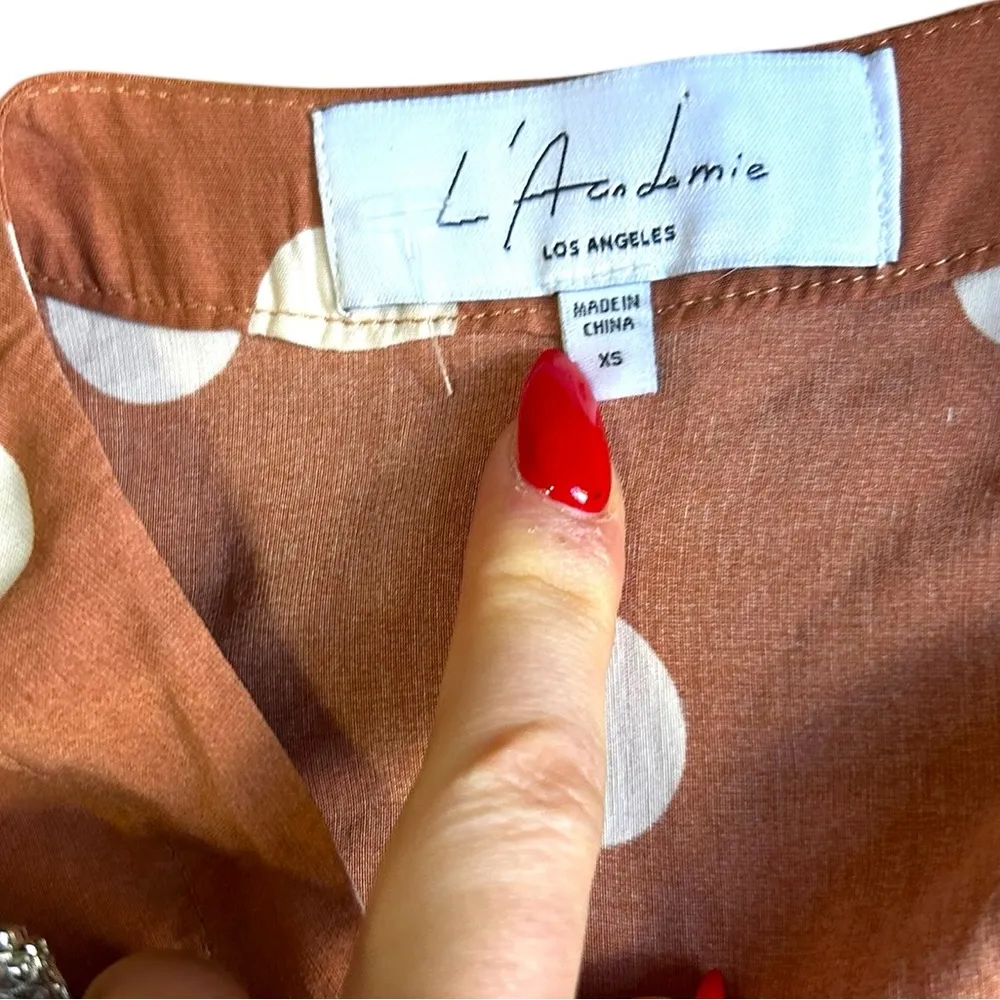 L'Academie
LOS ANGELES
MADE IN
CHINA
XS